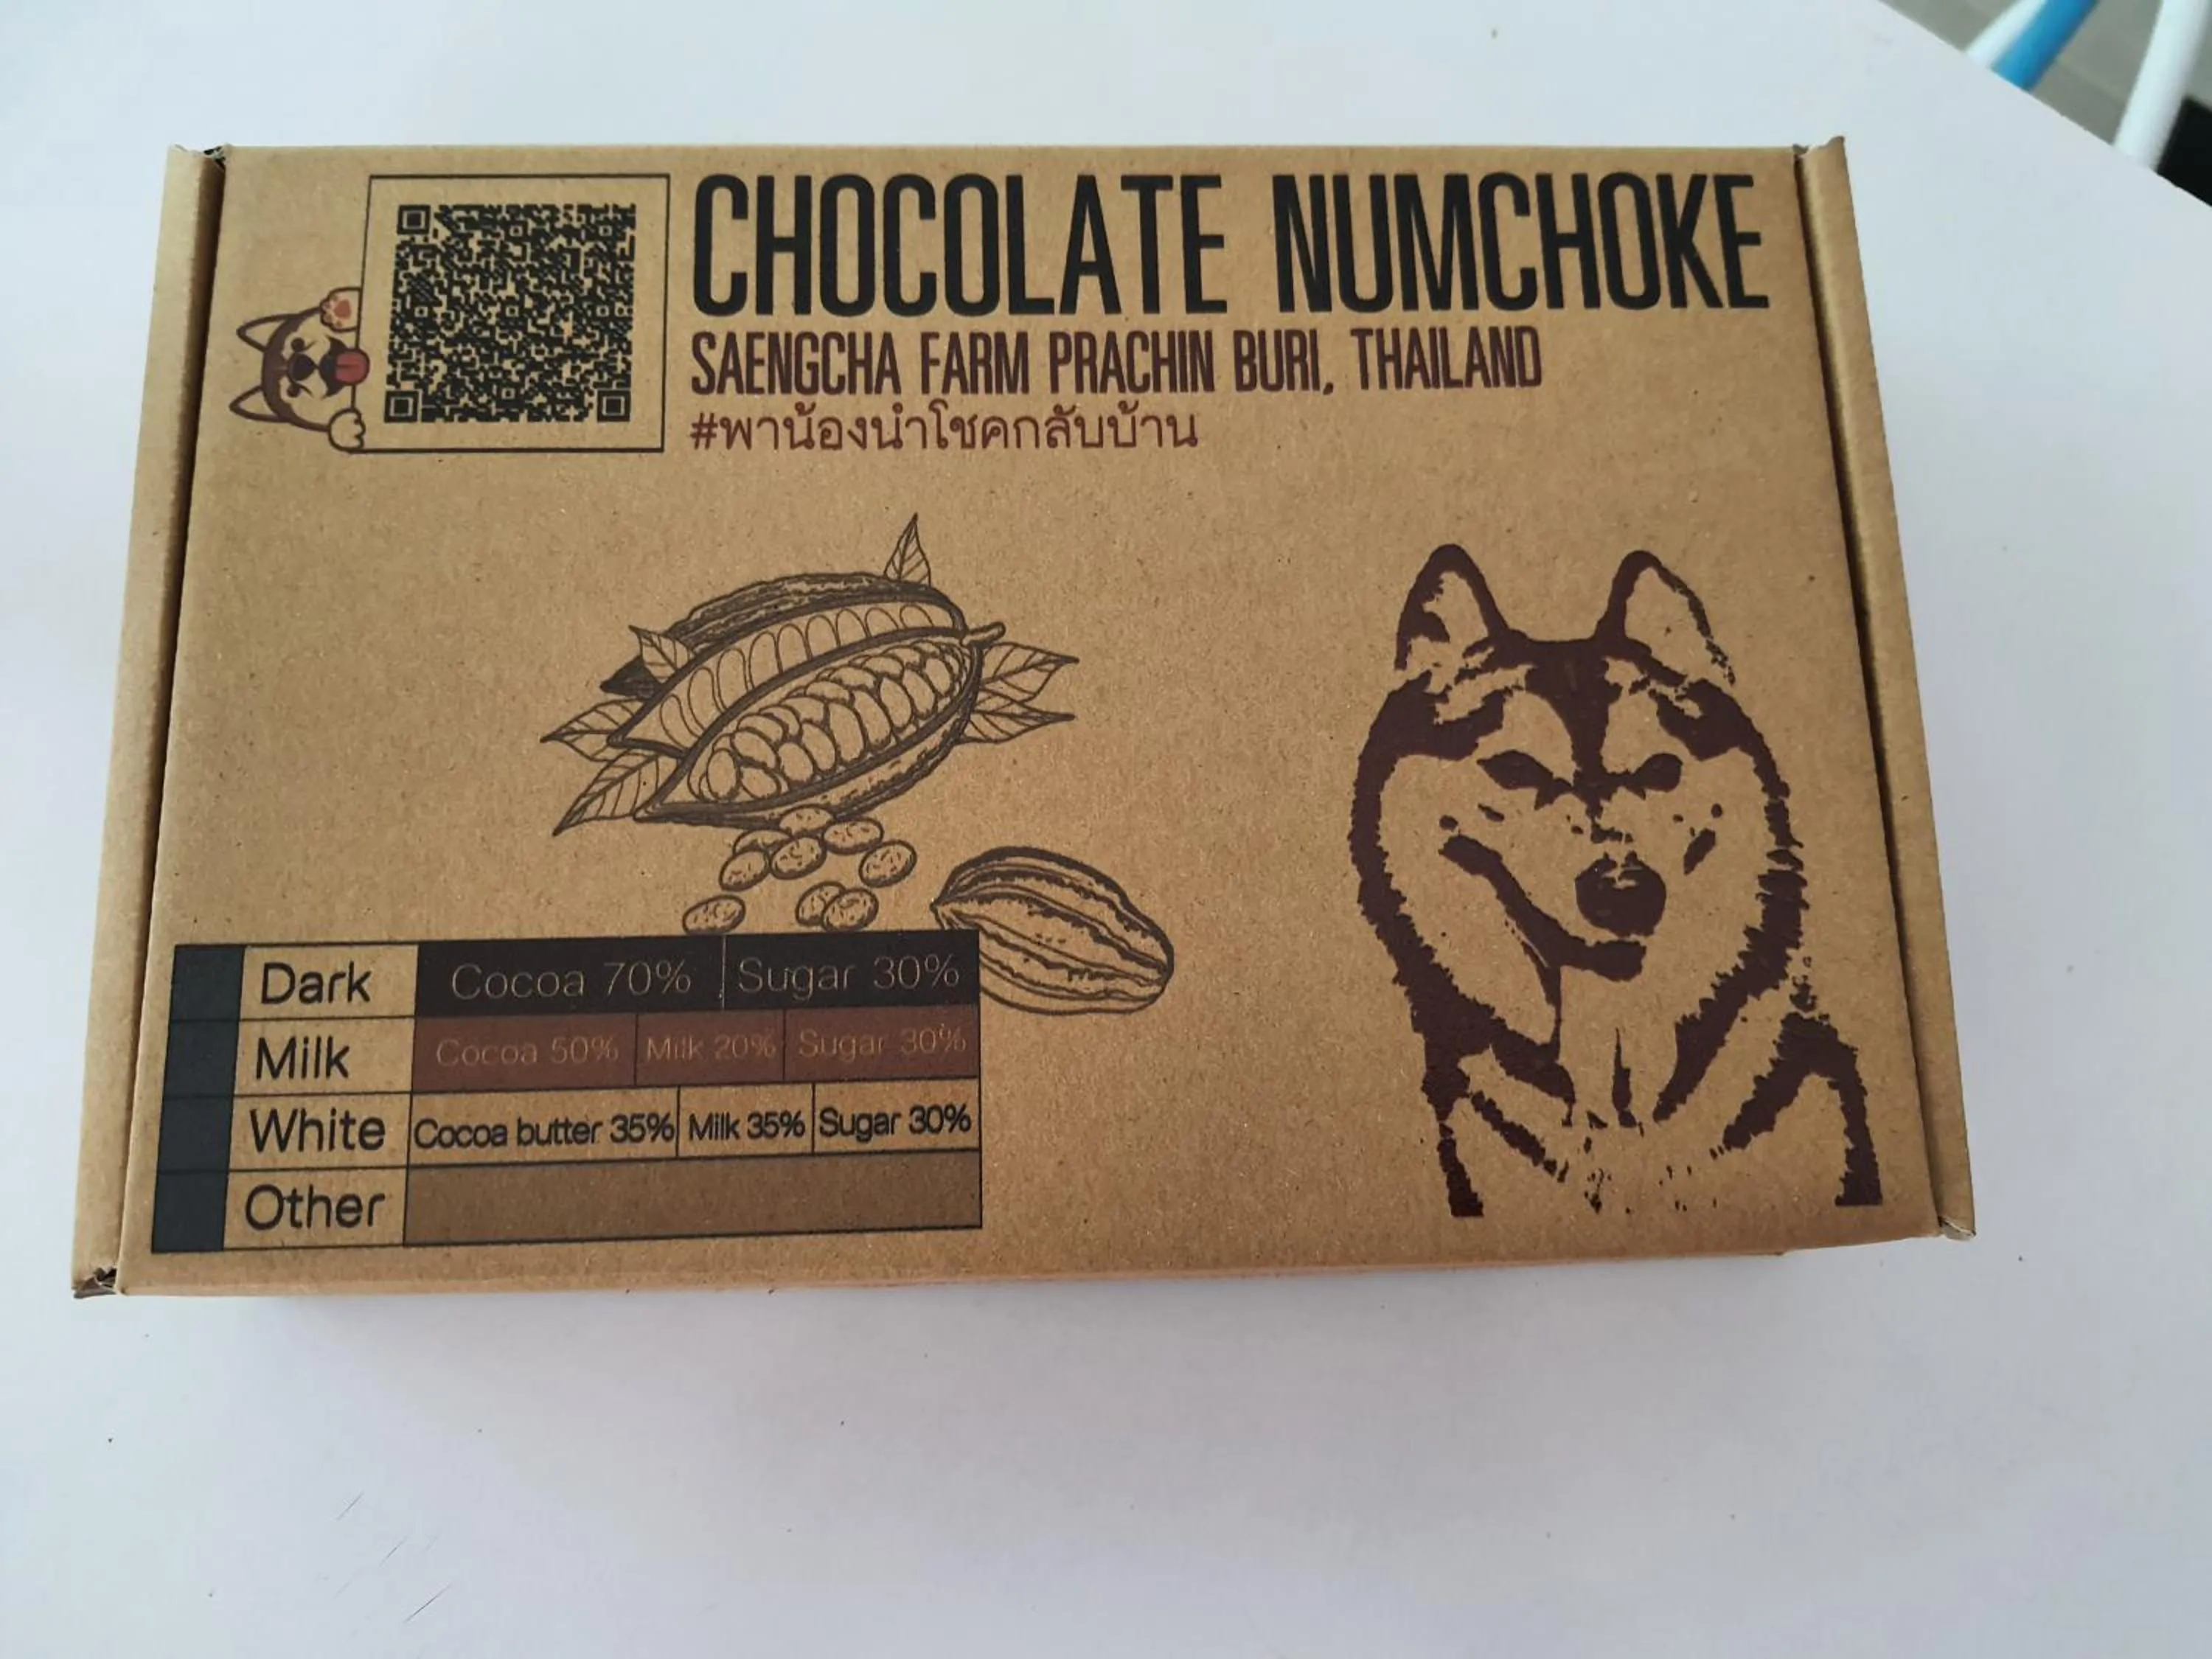 CHOCOLATE NUMCHOKE
SAENGCHA FARM PRACHIN BURI, THAILAND
#พาน้องนำโชคกลับบ้าน
Dark Cocoa 70% Sugar 30%
Milk Cocoa 50% Milk 20% Sugar 30%
White Cocoa butter 35% Milk 35% Sugar 30%
Other